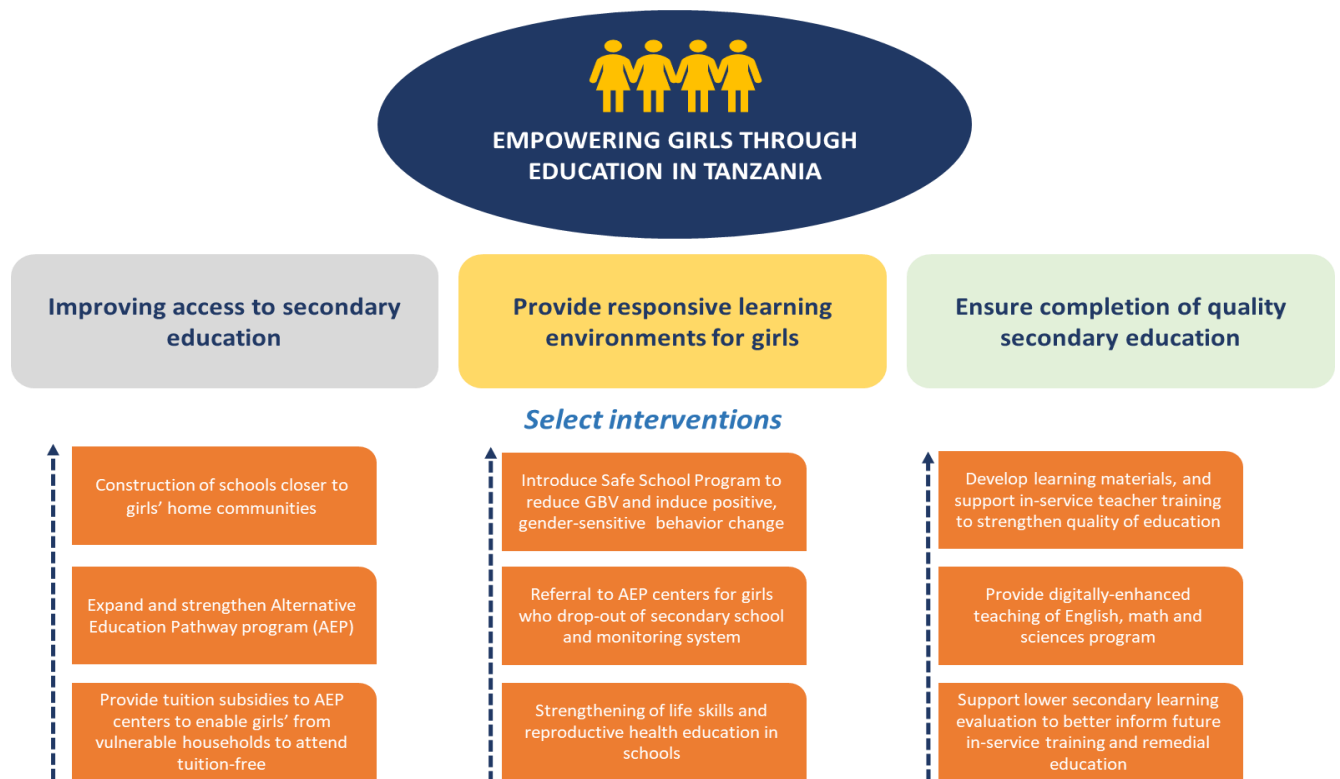 EMPOWERING GIRLS THROUGH
EDUCATION IN TANZANIA
Improving access to secondary
education
Provide responsive learning
environments for girls
Ensure completion of quality
secondary education
Select interventions
Construction of schools closer to
girls' home communities
Expand and strengthen Alternative
Education Pathway program (AEP)
Provide tuition subsidies to AEP
centers to enable girls' from
vulnerable households to attend
tuition-free
Introduce Safe School Program to
reduce GBV and induce positive,
gender-sensitive behavior change
Referral to AEP centers for girls
who drop-out of secondary school
and monitoring system
Strengthening of life skills and
reproductive health education in
schools
Develop learning materials, and
support in-service teacher training
to strengthen quality of education
Provide digitally-enhanced
teaching of English, math and
sciences program
Support lower secondary learning
evaluation to better inform future
in-service training and remedial
education